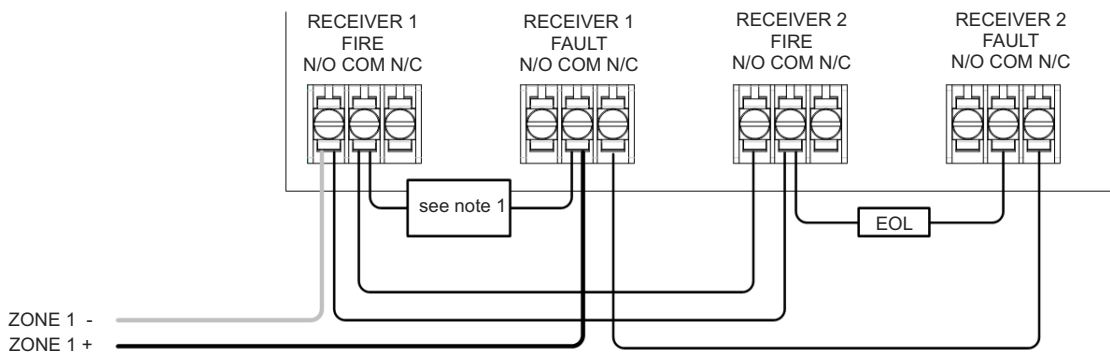 RECEIVER 1
FIRE
N/O COM N/C
RECEIVER 1
FAULT
N/O COM N/C
RECEIVER 2
FIRE
N/O COM N/C
RECEIVER 2
FAULT
N/O COM N/C
see note 1
EOL
ZONE 1 -
ZONE 1 +